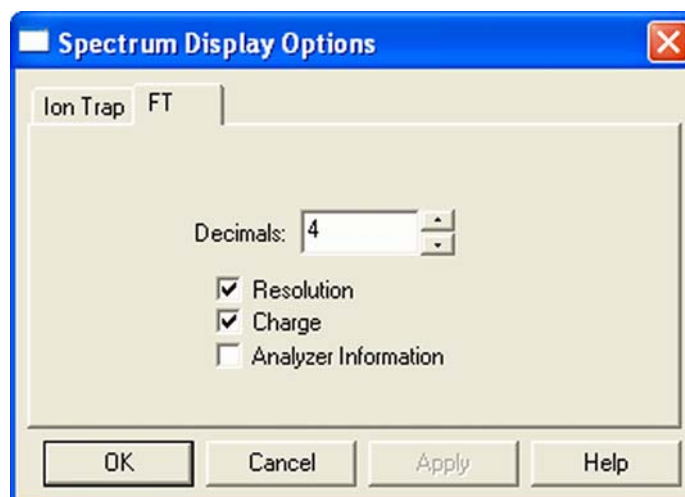 Spectrum Display Options
Ion Trap FT
Decimals: 4
Resolution
Charge
Analyzer Information
OK Cancel Apply Help